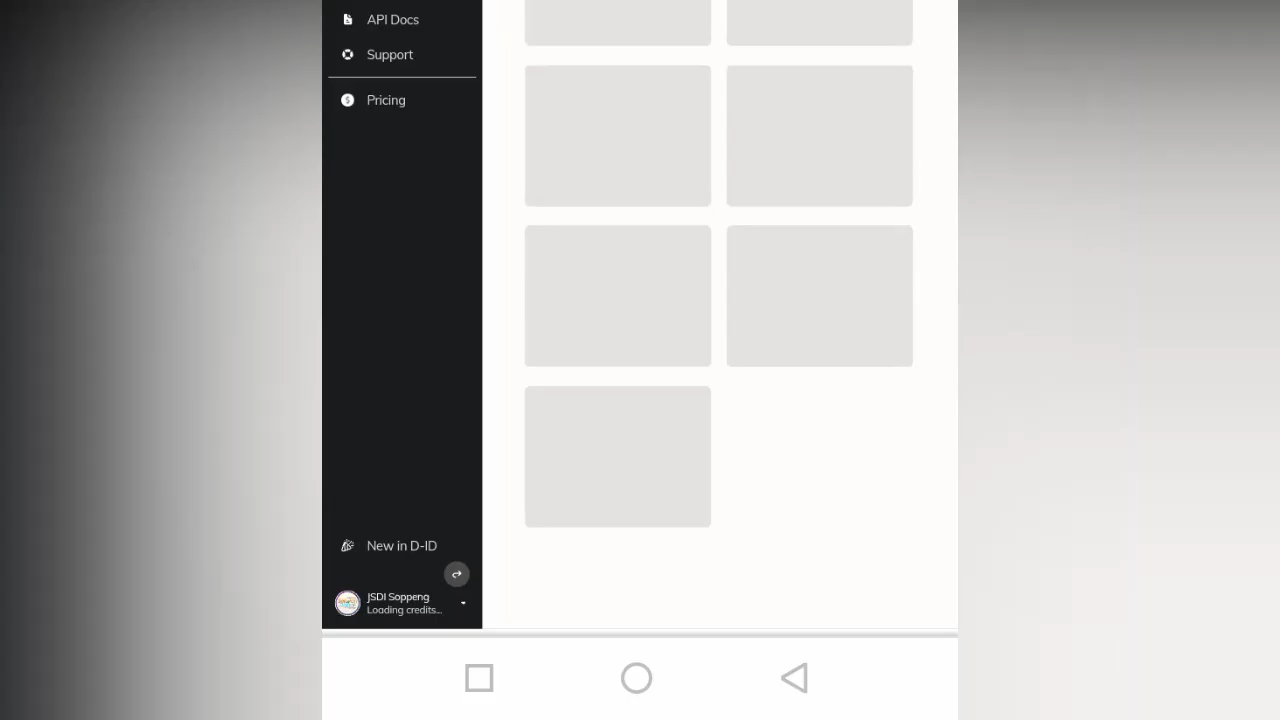 API Docs
Support
Pricing
New in D-ID
JSDI Soppeng
Loading credits...